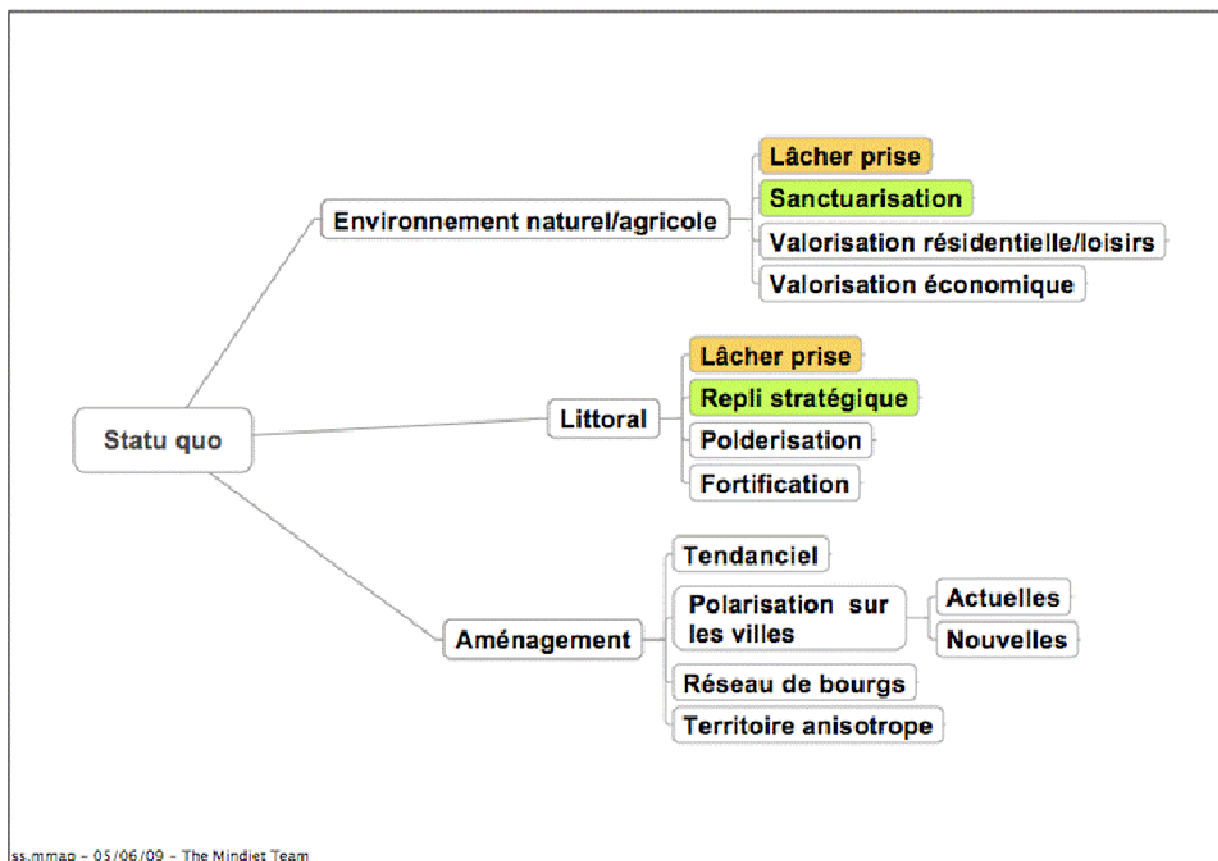 Lâcher prise
Sanctuarisation
Environnement naturel/agricole
Valorisation résidentielle/loisirs
Valorisation économique
Lâcher prise
Repli stratégique
Littoral
Statu quo
Polderisation
Fortification
Tendanciel
Polarisation sur
les villes
Actuelles
Nouvelles
Aménagement
Réseau de bourgs
Territoire anisotrope
ss.mmap - 05/06/09 - The Mindjet Team